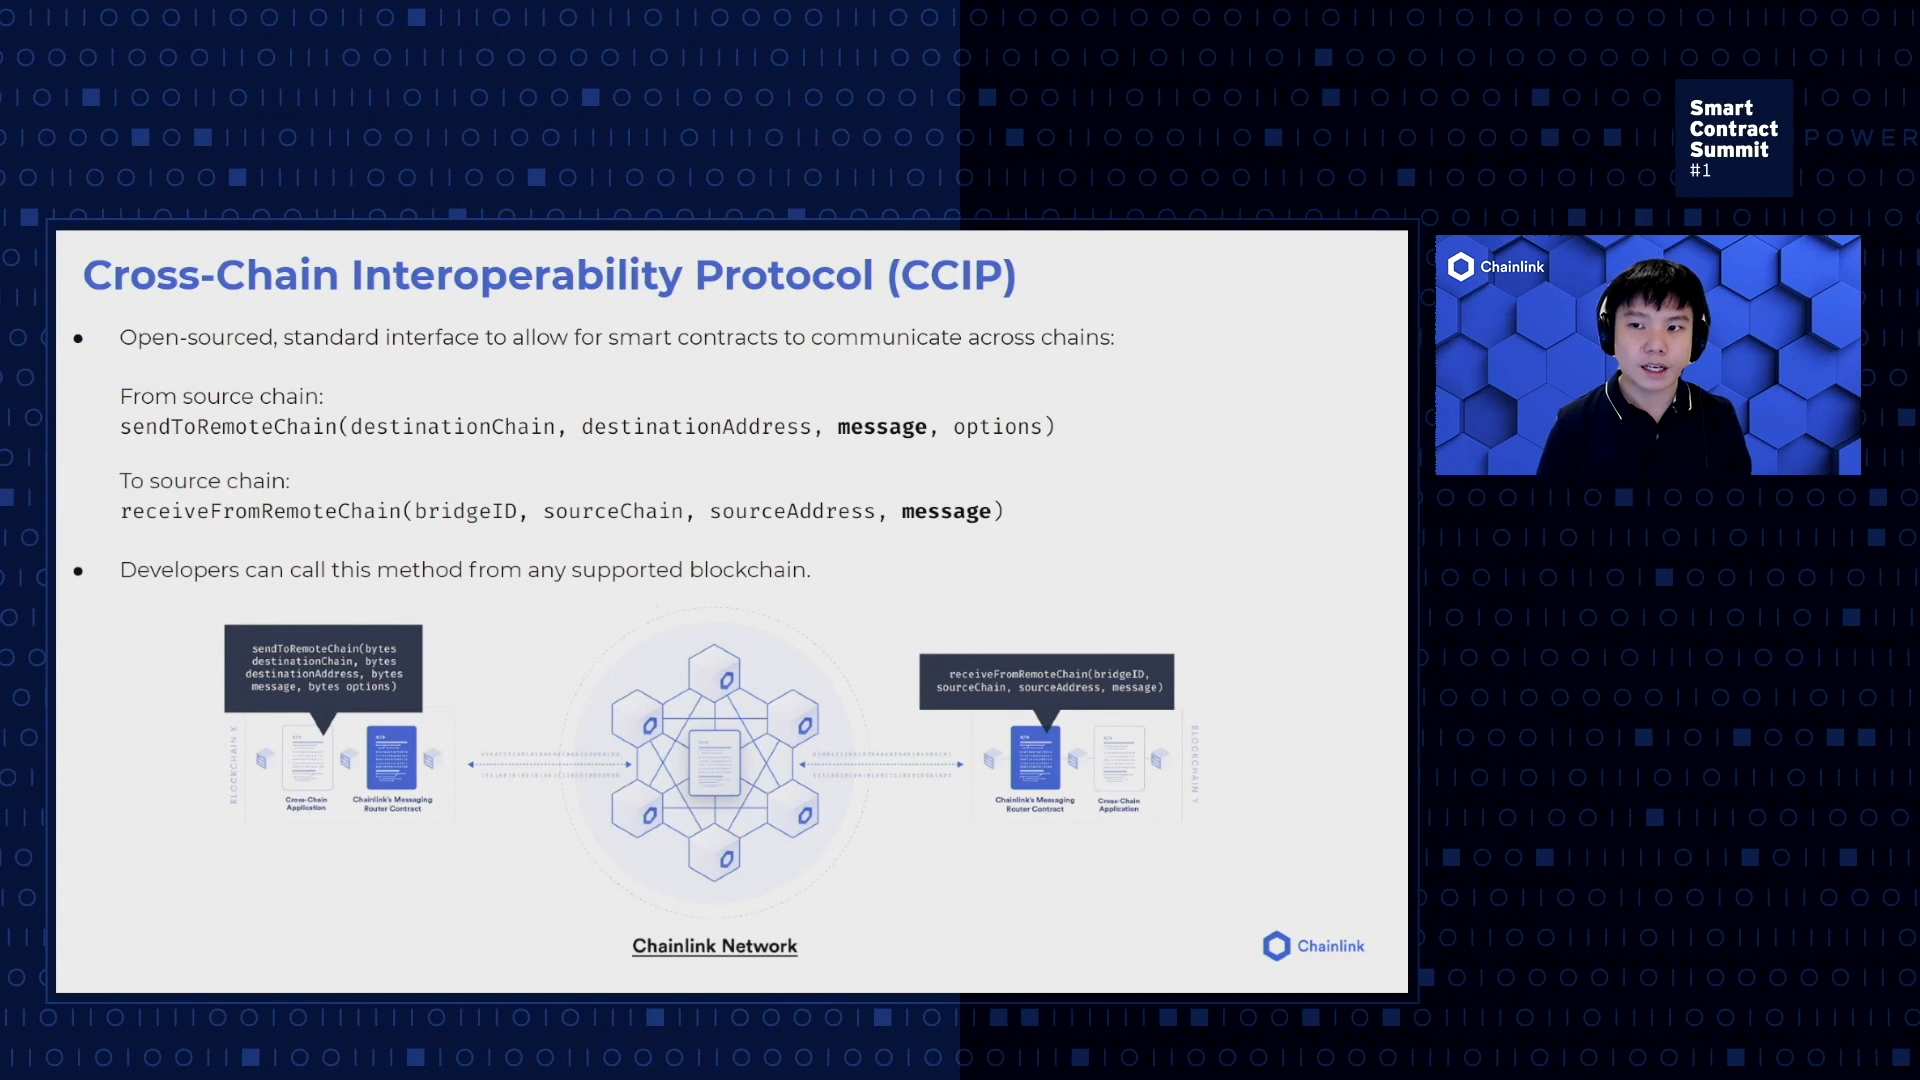 Smart
Contract
Summit
#1
POWER
Chainlink
Cross-Chain Interoperability Protocol (CCIP)
● Open-sourced, standard interface to allow for smart contracts to communicate across chains:
From source chain:
sendToRemoteChain(destinationChain, destinationAddress, message, options)
To source chain:
receiveFromRemoteChain(bridgeID, sourceChain, sourceAddress, message)
● Developers can call this method from any supported blockchain.
sendToRemoteChain(bytes
destinationChain, bytes
destinationAddress, bytes
message, bytes options)
receiveFromRemoteChain(bridgeID,
sourceChain, sourceAddress, message)
BLOCKCHAIN X
Cross-Chain
Application
Chainlink's Messaging
Router Contract
Chainlink's Messaging
Router Contract
Cross-Chain
Application
BLOCKCHAIN Y
Chainlink Network
Chainlink